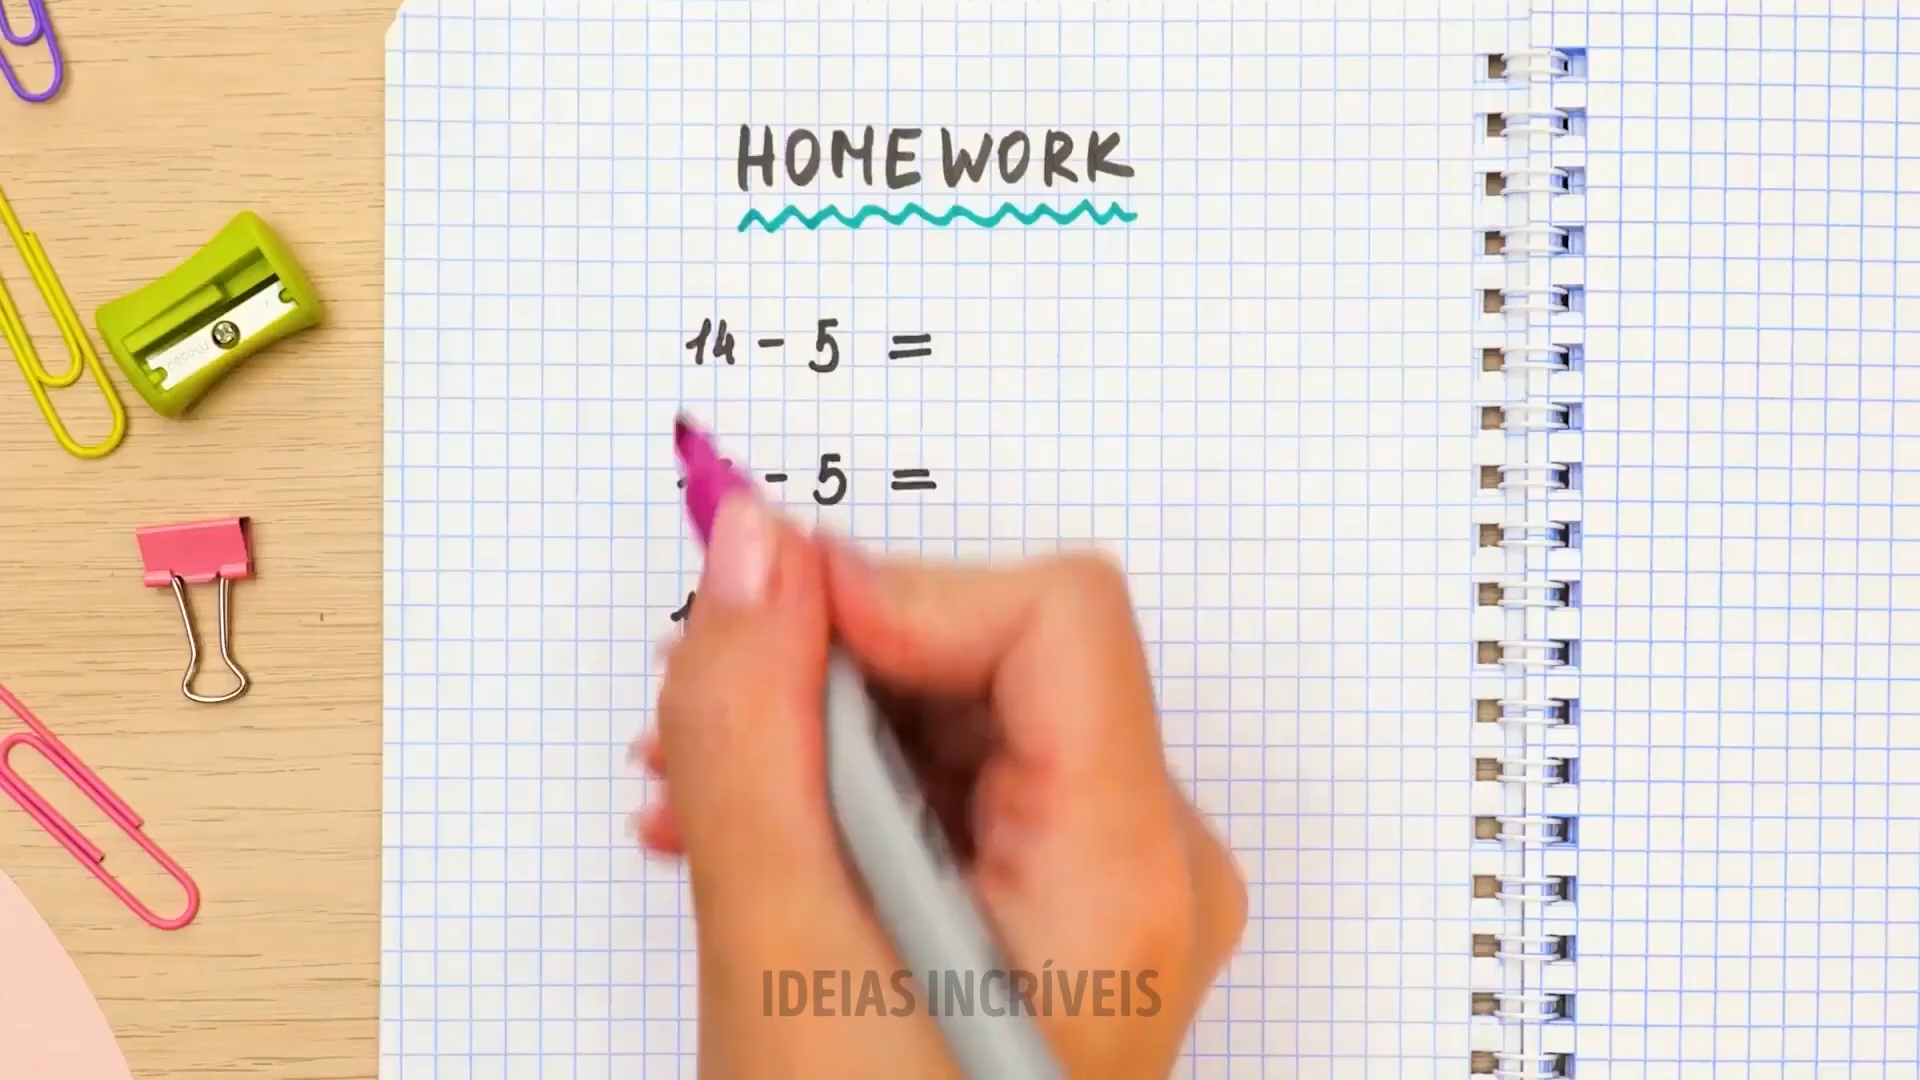 HOMEWORK
14 - 5 =
- 5 =
IDEIAS INCRÍVEIS